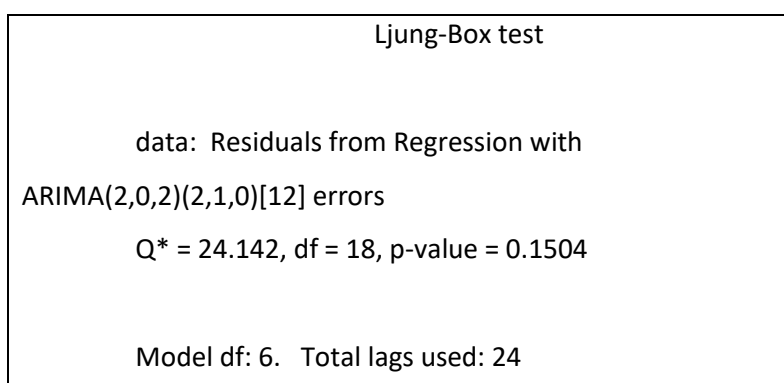 Ljung-Box test
data: Residuals from Regression with
ARIMA(2,0,2)(2,1,0)[12] errors
Q* = 24.142, df = 18, p-value = 0.1504
Model df: 6. Total lags used: 24